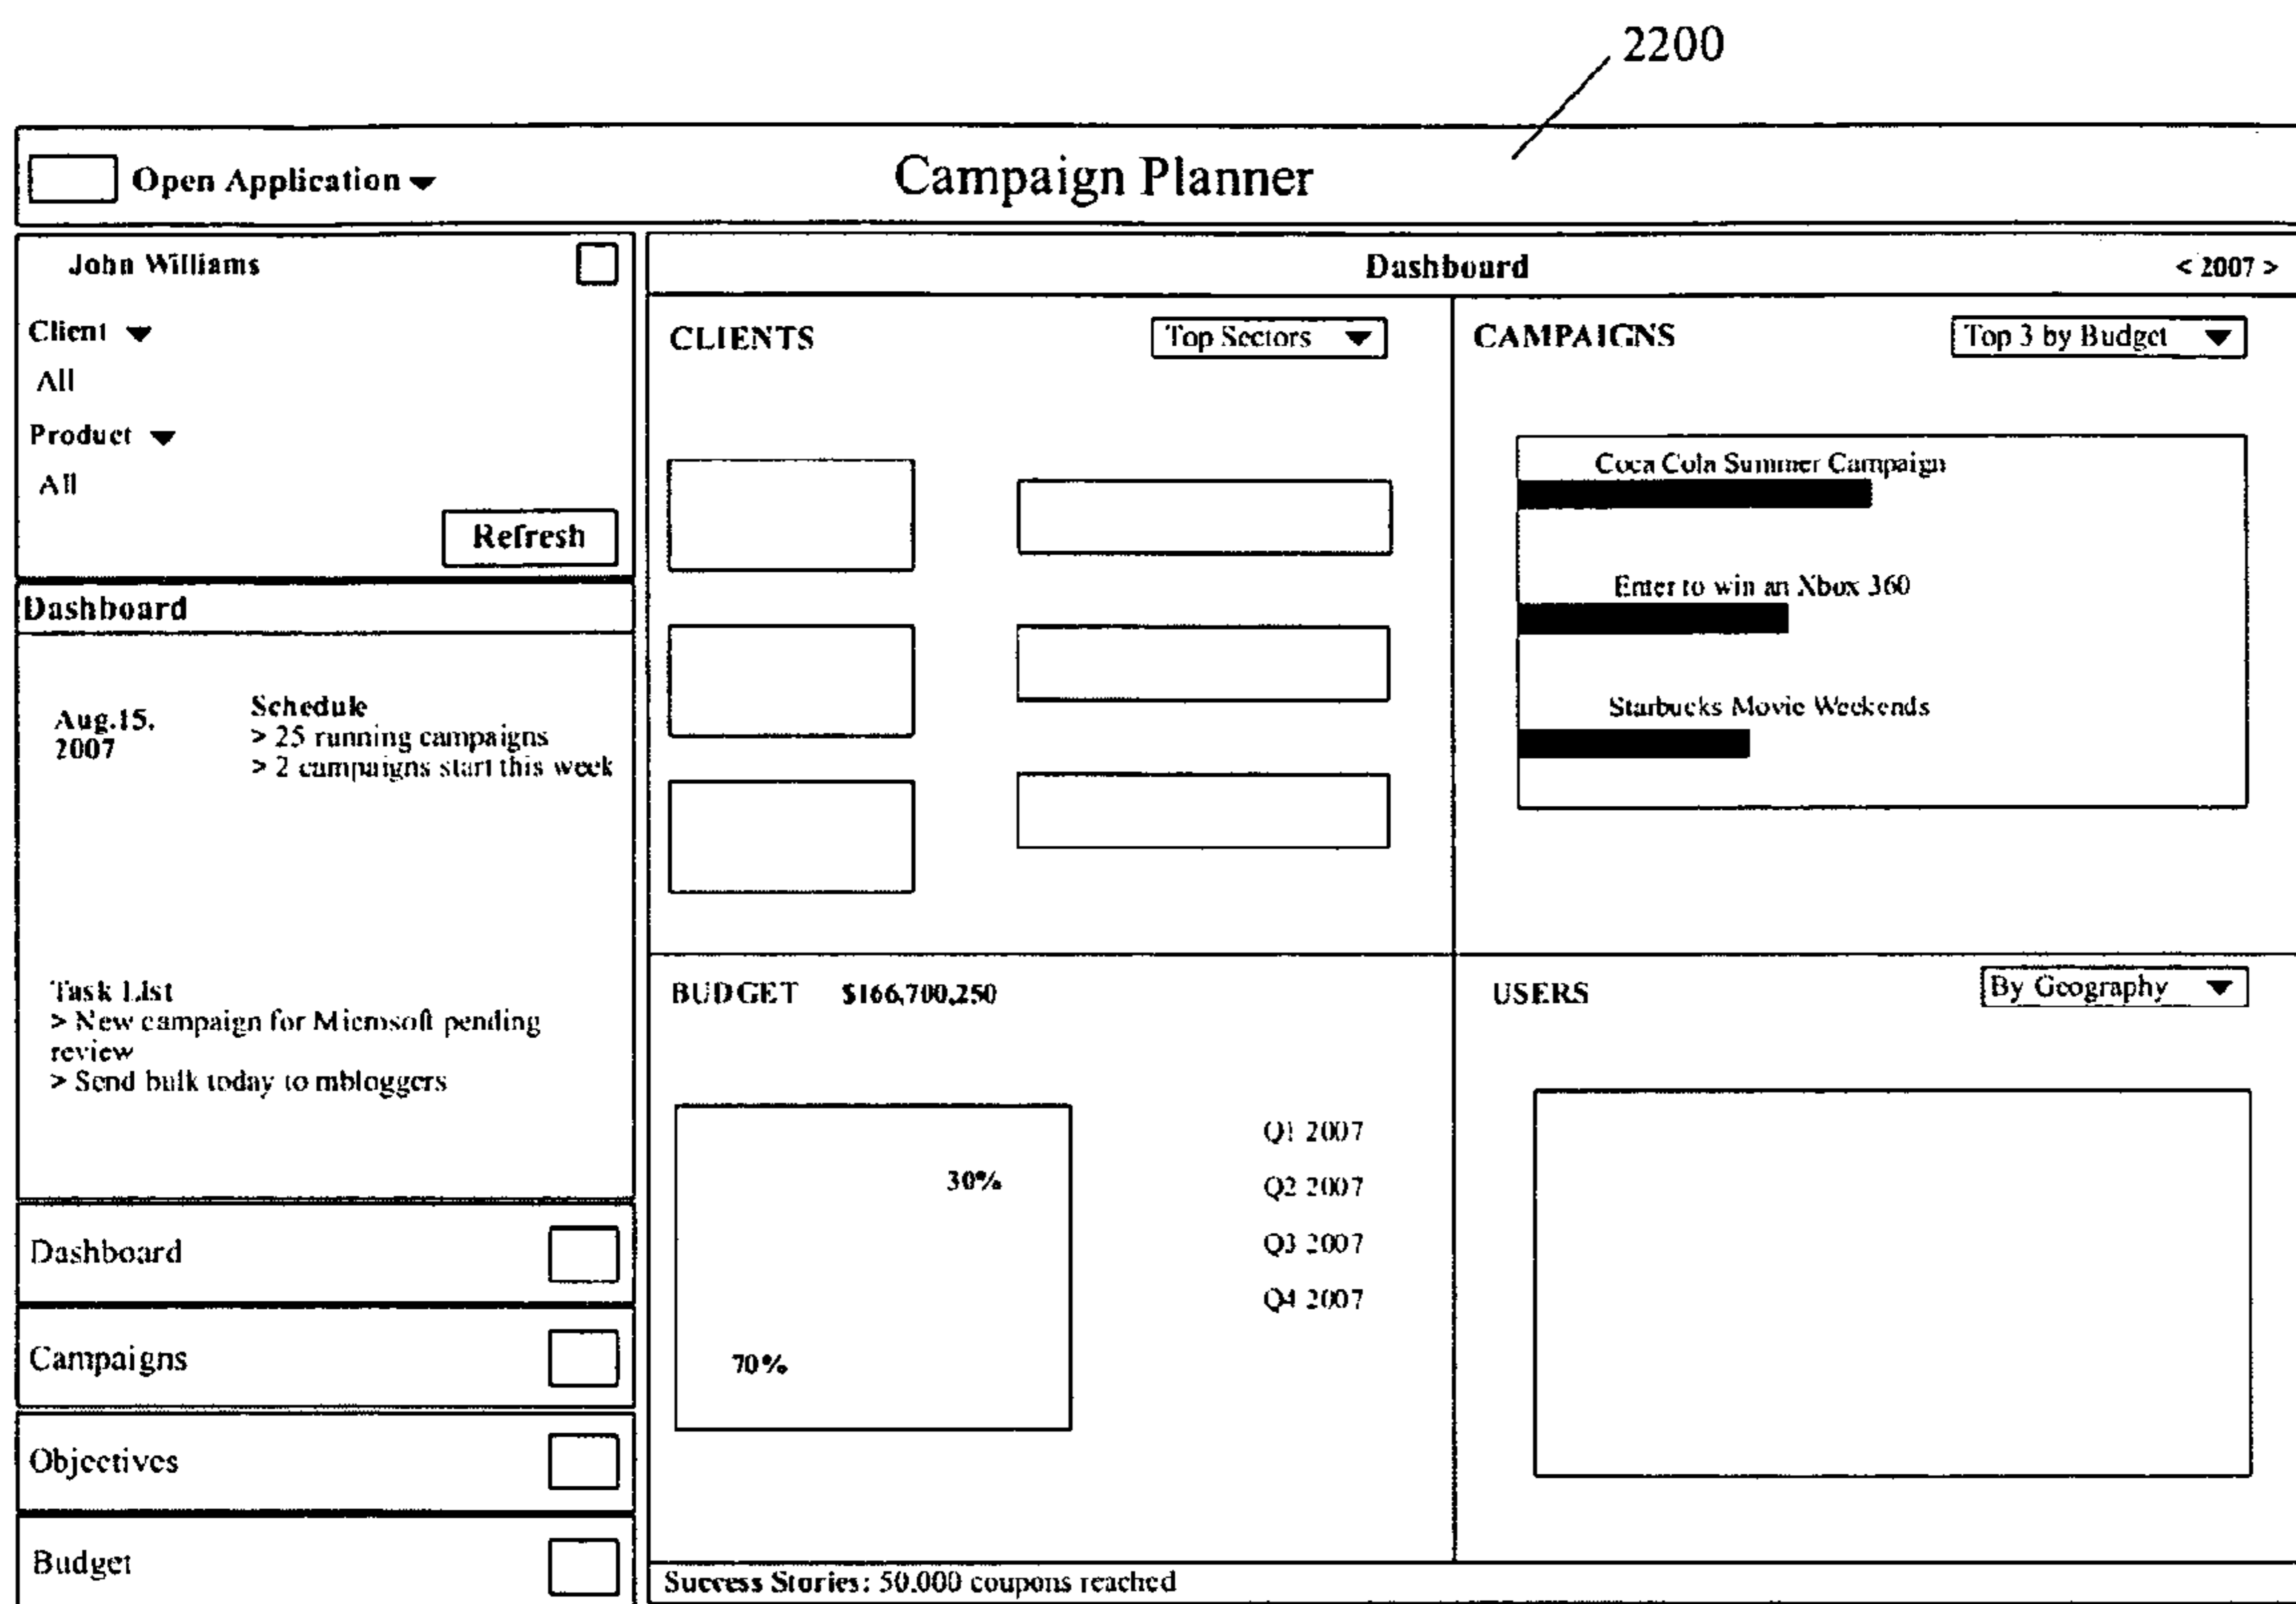 2200
Open Application
Campaign Planner
John Williams
Client
All
Product
All
Refresh
Dashboard
Aug.15,
2007
Schedule
> 25 running campaigns
> 2 campaigns start this week
Task List
> New campaign for Microsoft pending
review
> Send bulk today to mbloggers
Dashboard
Campaigns
Objectives
Budget
Dashboard
< 2007 >
CLIENTS
Top Sectors
CAMPAIGNS
Top 3 by Budget
Coca Cola Summer Campaign
Enter to win an Xbox 360
Starbucks Movie Weekends
BUDGET $166,700,250
30%
70%
Q1 2007
Q2 2007
Q3 2007
Q4 2007
USERS
By Geography
Success Stories: 50.000 coupons reached